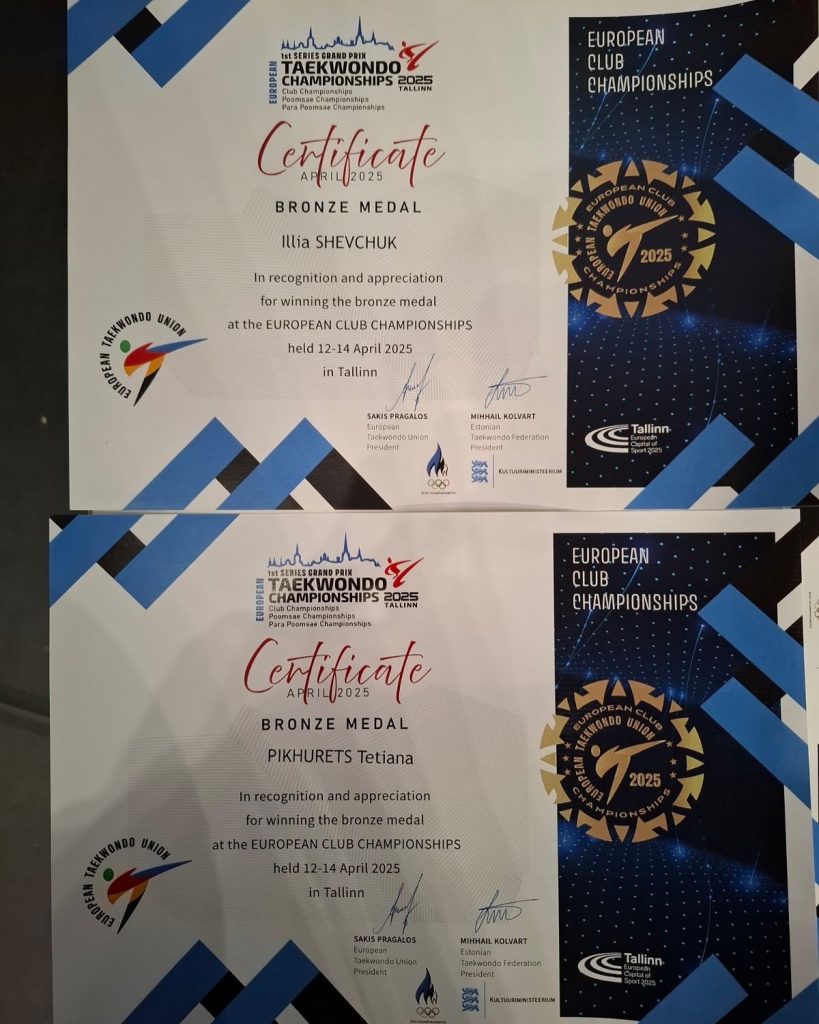 EUROPEAN
1st SERIES GRAND PRIX
TAEKWONDO
CHAMPIONSHIPS 2025
TALLINN
Club Championships
Poomsae Championships
Para Poomsae Championships
Certificate
APRIL 2025
BRONZE MEDAL
Illia SHEVCHUK
In recognition and appreciation
for winning the bronze medal
at the EUROPEAN CLUB CHAMPIONSHIPS
held 12-14 April 2025
in Tallinn
EUROPEAN TAEKWONDO UNION
SAKIS PRAGALOS
European
Taekwondo Union
President
MIHHAIL KOLVART
Estonian
Taekwondo Federation
President
KULTUURIMINISTEERIUM
EUROPEAN
CLUB
CHAMPIONSHIPS
EUROPEAN CLUB
EUROPEAN TAEKWONDO UNION
2025
CHAMPIONSHIPS
Tallinn
European
Capital of
Sport 2025
EUROPEAN
1st SERIES GRAND PRIX
TAEKWONDO
CHAMPIONSHIPS 2025
TALLINN
Club Championships
Poomsae Championships
Para Poomsae Championships
Certificate
APRIL 2025
BRONZE MEDAL
PIKHURETS Tetiana
In recognition and appreciation
for winning the bronze medal
at the EUROPEAN CLUB CHAMPIONSHIPS
held 12-14 April 2025
in Tallinn
EUROPEAN TAEKWONDO UNION
SAKIS PRAGALOS
European
Taekwondo Union
President
MIHHAIL KOLVART
Estonian
Taekwondo Federation
President
KULTUURIMINISTEERIUM
EUROPEAN
CLUB
CHAMPIONSHIPS
EUROPEAN CLUB
EUROPEAN TAEKWONDO UNION
2025
CHAMPIONSHIPS
Tallinn
European
Capital of
Sport 2025